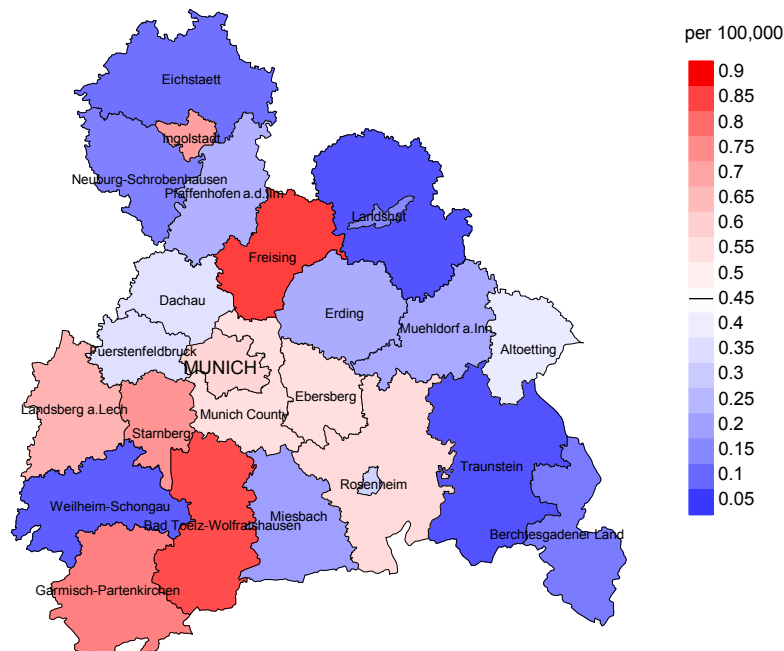 per 100,000
0.9
0.85
0.8
0.75
0.7
0.65
0.6
0.55
0.5
0.45
0.4
0.35
0.3
0.25
0.2
0.15
0.1
0.05
Eichstaett
Ingolstadt
Neuburg-Schrobenhausen
Pfaffenhofen a.d.Ilm
Landshut
Freising
Dachau
Erding
Muehldorf a.Inn
Altoetting
Fuerstenfeldbruck
MUNICH
Ebersberg
Landsberg a.Lech
Munich County
Starnberg
Traunstein
Rosenheim
Weilheim-Schongau
Miesbach
Bad Toelz-Wolfratshausen
Berchtesgadener Land
Garmisch-Partenkirchen